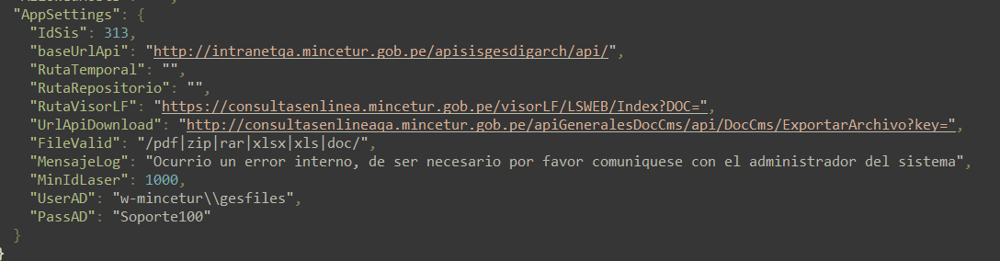 "AppSettings": {
"IdSis": 313,
"baseUrlApi": "http://intranetqa.mincetur.gob.pe/apisisgesdigarch/api/",
"RutaTemporal": "",
"RutaRepositorio": "",
"RutaVisorLF": "https://consultasenlinea.mincetur.gob.pe/visorLF/LSWEB/Index?DOC=",
"UrlApiDownload": "http://consultasenlineaqa.mincetur.gob.pe/apiGeneralesDocCms/api/DocCms/ExportarArchivo?key=",
"FileValid": "/pdf|zip|rar|xlsx|xls|doc/",
"MensajeLog": "Ocurrio un error interno, de ser necesario por favor comuniquese con el administrador del sistema",
"MinIdLaser": 1000,
"UserAD": "w-mincetur\\gesfiles",
"PassAD": "Soporte100"
}
}